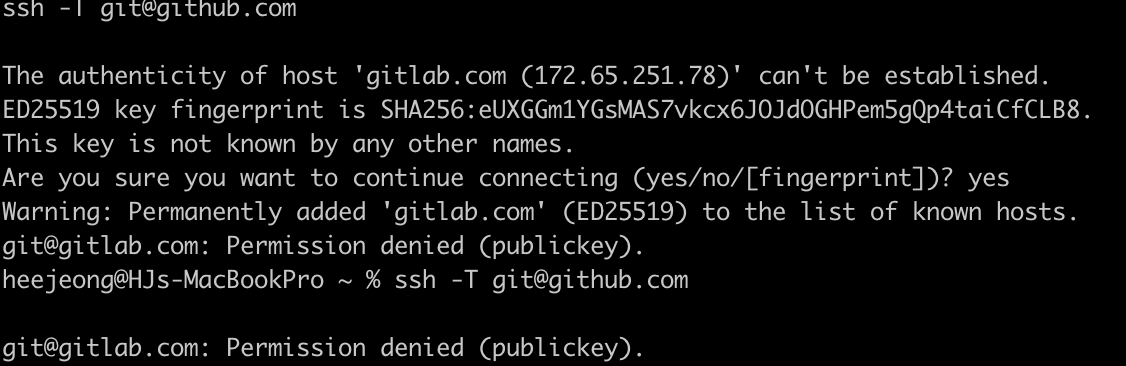 ssh -T git@github.com
The authenticity of host 'gitlab.com (172.65.251.78)' can't be established.
ED25519 key fingerprint is SHA256:eUXGGm1YGsMAS7vkcx6JOJdOGHPem5gQp4taiCfCLB8.
This key is not known by any other names.
Are you sure you want to continue connecting (yes/no/[fingerprint])? yes
Warning: Permanently added 'gitlab.com' (ED25519) to the list of known hosts.
git@gitlab.com: Permission denied (publickey).
heejeong@HJs-MacBookPro ~ % ssh -T git@github.com
git@gitlab.com: Permission denied (publickey).